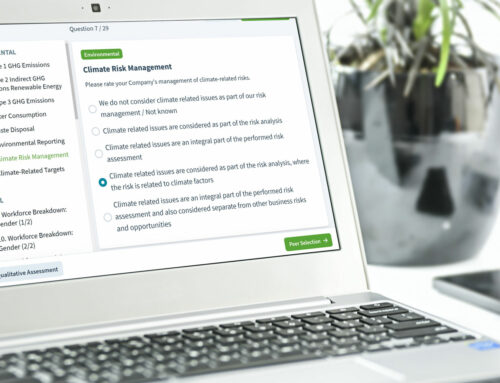 Question 7 / 29
MENTAL
e 1 GHG Emissions
e 2 Indirect GHG
ons Renewable Energy
pe 3 GHG Emissions
er Consumption
ste Disposal
vironmental Reporting
limate Risk Management
limate-Related Targets
L
Workforce Breakdown:
Gender (1/2)
0. Workforce Breakdown:
Gender (2/2)
Qualitative Assessment
Environmental
Climate Risk Management
Please rate your Company's management of climate-related risks.
We do not consider climate related issues as part of our risk
management / Not known
Climate related issues are considered as part of the risk analysis
Climate related issues are an integral part of the performed risk
assessment
Climate related issues are considered as part of the risk analysis, where
the risk is related to climate factors
Climate related issues are an integral part of the performed risk
assessment and also considered separate from other business risks
and opportunities
Peer Selection →